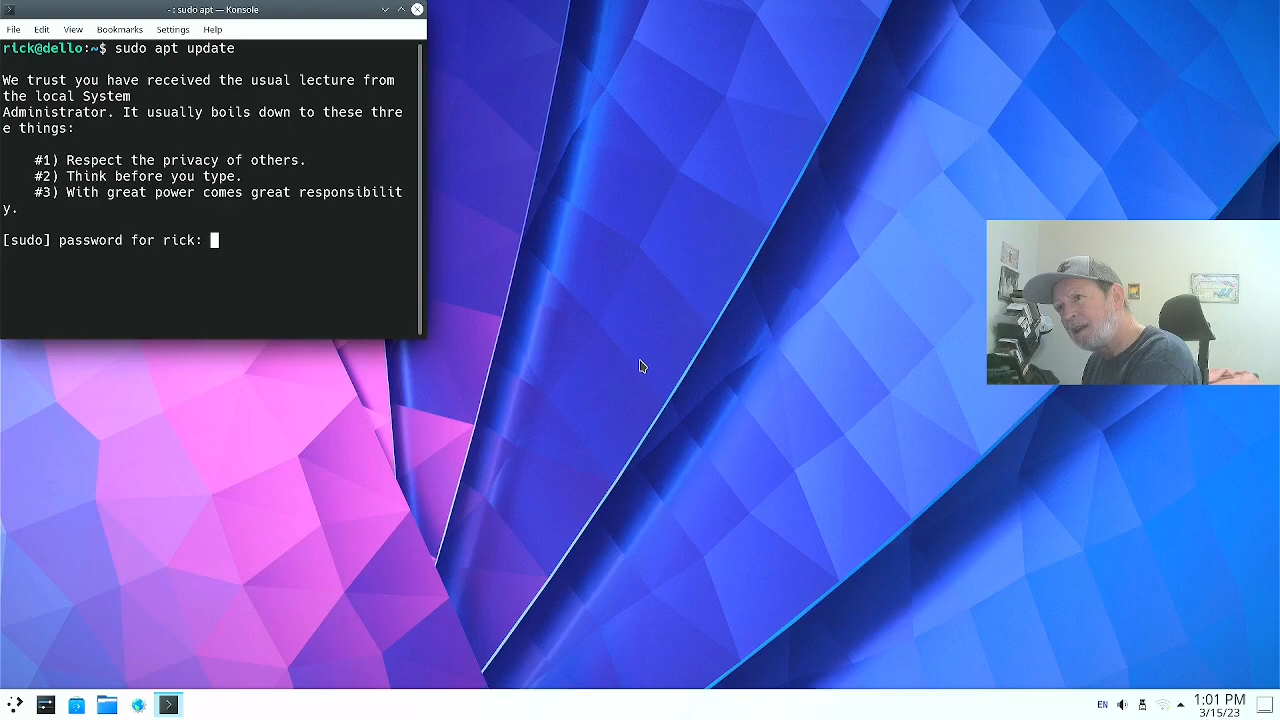 - : sudo apt — Konsole
File Edit View Bookmarks Settings Help
rick@dello:~$ sudo apt update
We trust you have received the usual lecture from
the local System
Administrator. It usually boils down to these thre
e things:
#1) Respect the privacy of others.
#2) Think before you type.
#3) With great power comes great responsibilit
y.
[sudo] password for rick:
EN
1:01 PM
3/15/23